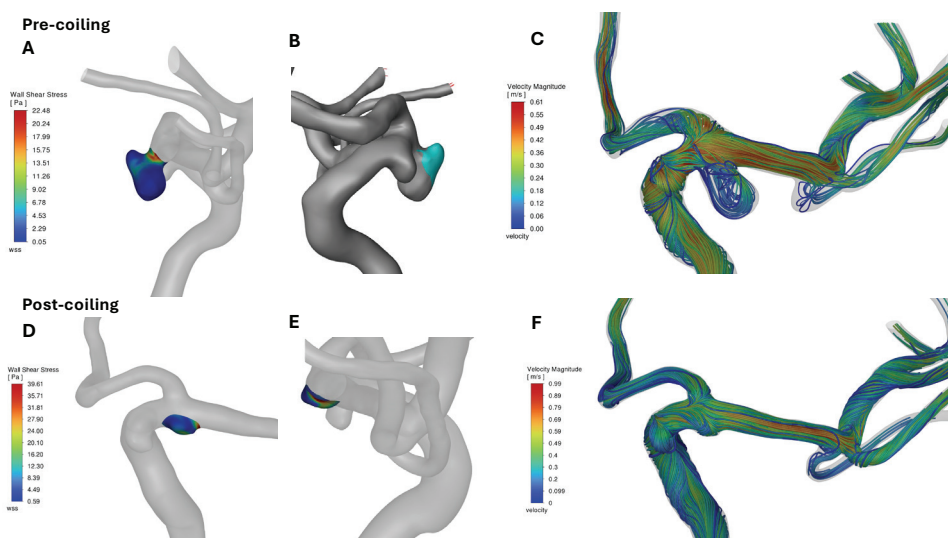 Pre-coiling
A
B
C
Wall Shear Stress
[ Pa ]
22.48
20.24
17.99
15.75
13.51
11.26
9.02
6.78
4.53
2.29
0.05
wss
Velocity Magnitude
[ m/s ]
0.61
0.55
0.49
0.43
0.36
0.30
0.24
0.18
0.12
0.06
0.00
velocity
Post-coiling
D
E
F
Wall Shear Stress
[ Pa ]
39.61
35.71
31.81
27.90
24.00
20.10
16.20
12.30
8.39
4.49
0.59
wss
Velocity Magnitude
[ m/s ]
0.99
0.89
0.79
0.69
0.59
0.49
0.4
0.3
0.2
0.099
0
velocity